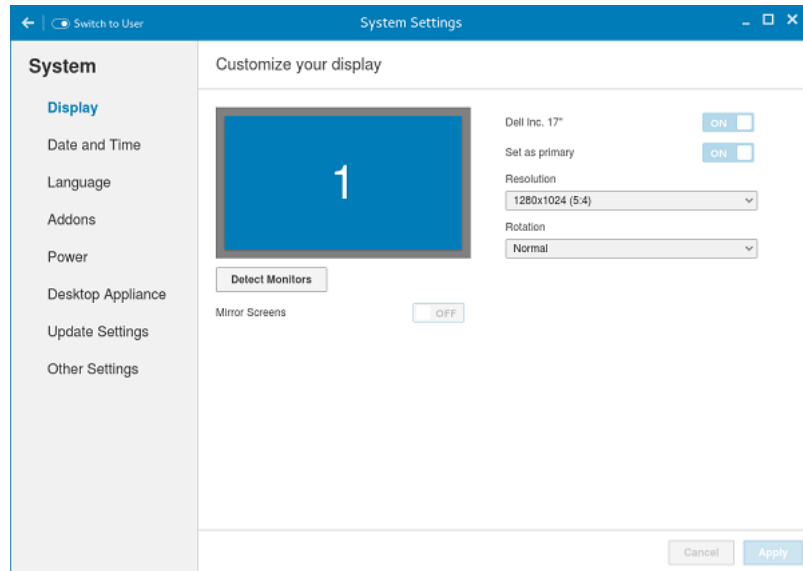 Switch to User
System Settings
System
Customize your display
Display
Date and Time
Language
Addons
Power
Desktop Appliance
Update Settings
Other Settings
1
Detect Monitors
Mirror Screens
OFF
Dell Inc. 17"
ON
Set as primary
ON
Resolution
1280x1024 (5:4)
Rotation
Normal
Cancel
Apply